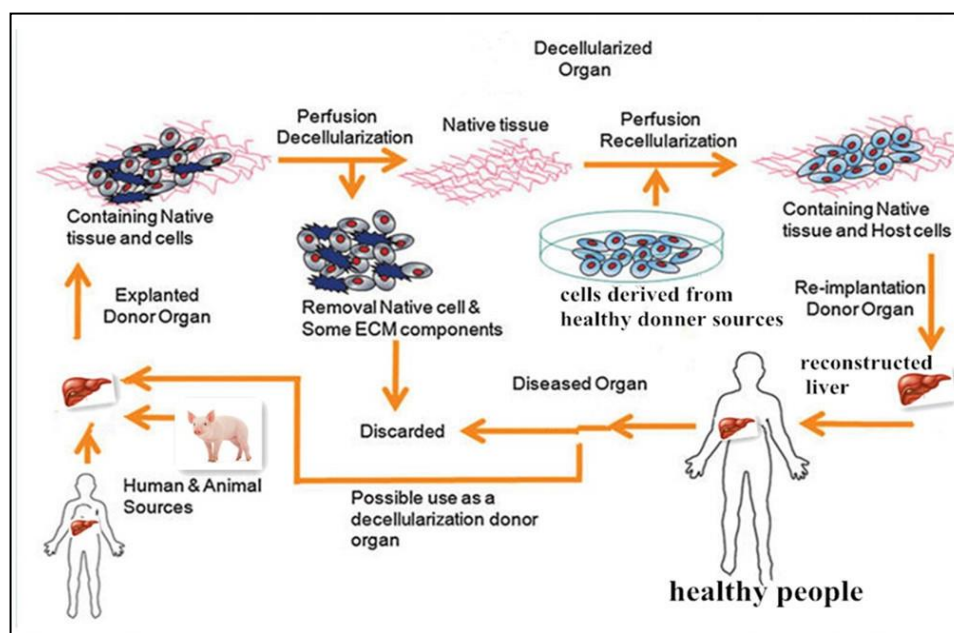 Decellularized
Organ
Perfusion
Decellularization
Native tissue
Perfusion
Recellularization
Containing Native
tissue and cells
Containing Native
tissue and Host cells
Explanted
Donor Organ
Removal Native cell &
Some ECM components
cells derived from
healthy donner sources
Re-implantation
Donor Organ
reconstructed
liver
Diseased Organ
Discarded
Human & Animal
Sources
Possible use as a
decellularization donor
organ
healthy people